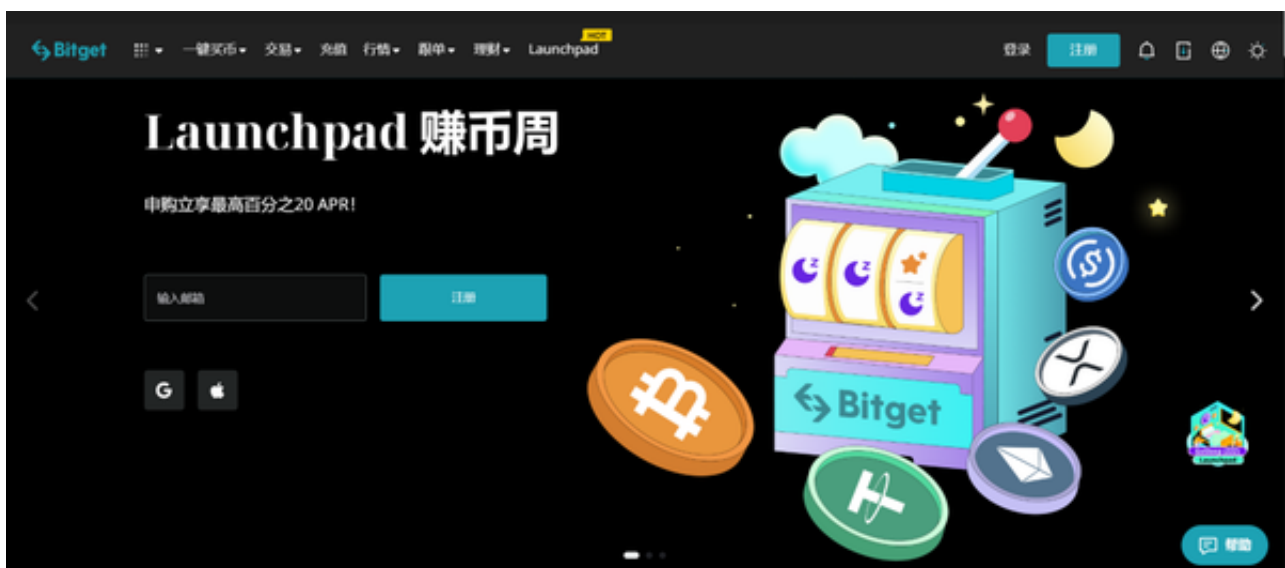 Bitget 一键买币 交易 充值 行情 跟单 理财 Launchpad HOT 登录 注册
Launchpad 赚币周
申购立享最高百分之20 APR!
输入邮箱 注册
Bitget
Launchpad
帮助